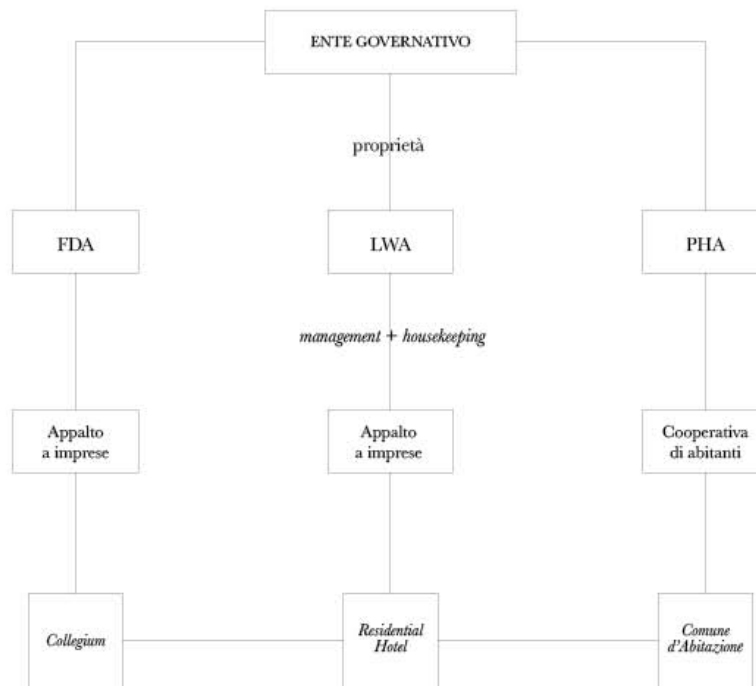 ENTE GOVERNATIVO
proprietà
FDA
LWA
PHA
management + housekeeping
Appalto
a imprese
Appalto
a imprese
Cooperativa
di abitanti
Collegium
Residential
Hotel
Comune
d'Abitazione